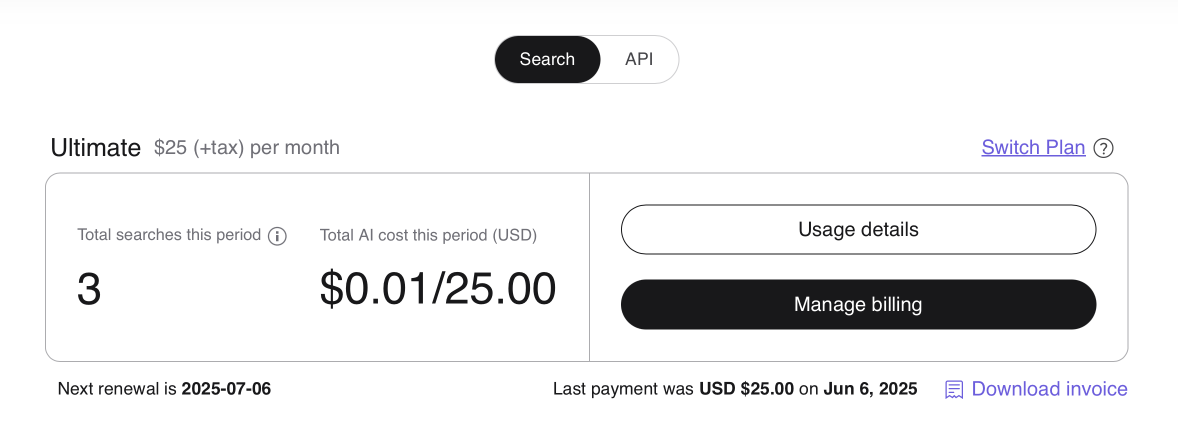 Search API
Ultimate $25 (+tax) per month Switch Plan ?
Total searches this period i Total AI cost this period (USD)
3 $0.01/25.00
Usage details
Manage billing
Next renewal is 2025-07-06 Last payment was USD $25.00 on Jun 6, 2025 Download invoice